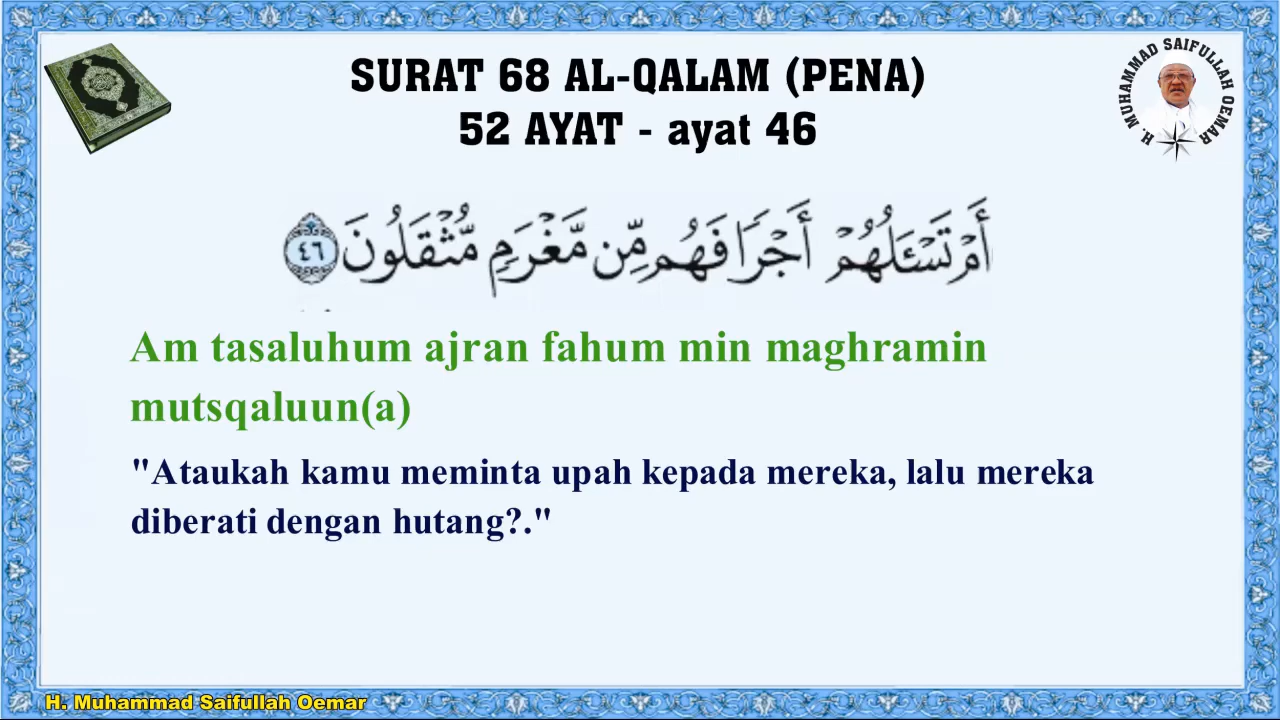 SURAT 68 AL-QALAM (PENA)
52 AYAT - ayat 46
H. MUHAMMAD SAIFULLAH OEMAR
أَمْ تَسْـَٔلُهُمْ أَجْرًا فَهُم مِّن مَّغْرَمٍ مُّثْقَلُونَ ٤٦
Am tasaluhum ajran fahum min maghramin
mutsqaluun(a)
"Ataukah kamu meminta upah kepada mereka, lalu mereka
diberati dengan hutang?."
H. Muhammad Saifullah Oemar